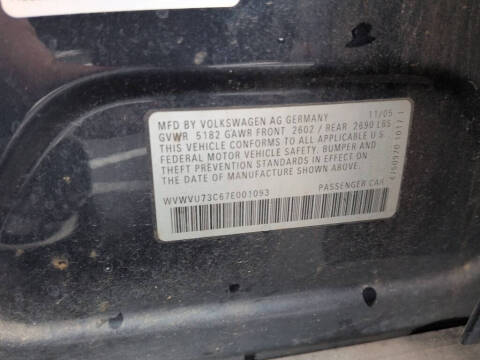 MFD BY VOLKSWAGEN AG GERMANY 11/05
GVWR 5182 GAWR FRONT 2602 / REAR 2690 LBS
THIS VEHICLE CONFORMS TO ALL APPLICABLE U.S
FEDERAL MOTOR VEHICLE SAFETY, BUMPER AND
THEFT PREVENTION STANDARDS IN EFFECT ON
THE DATE OF MANUFACTURE SHOWN ABOVE.
WVWVU73C67E001093 PASSENGER CAR